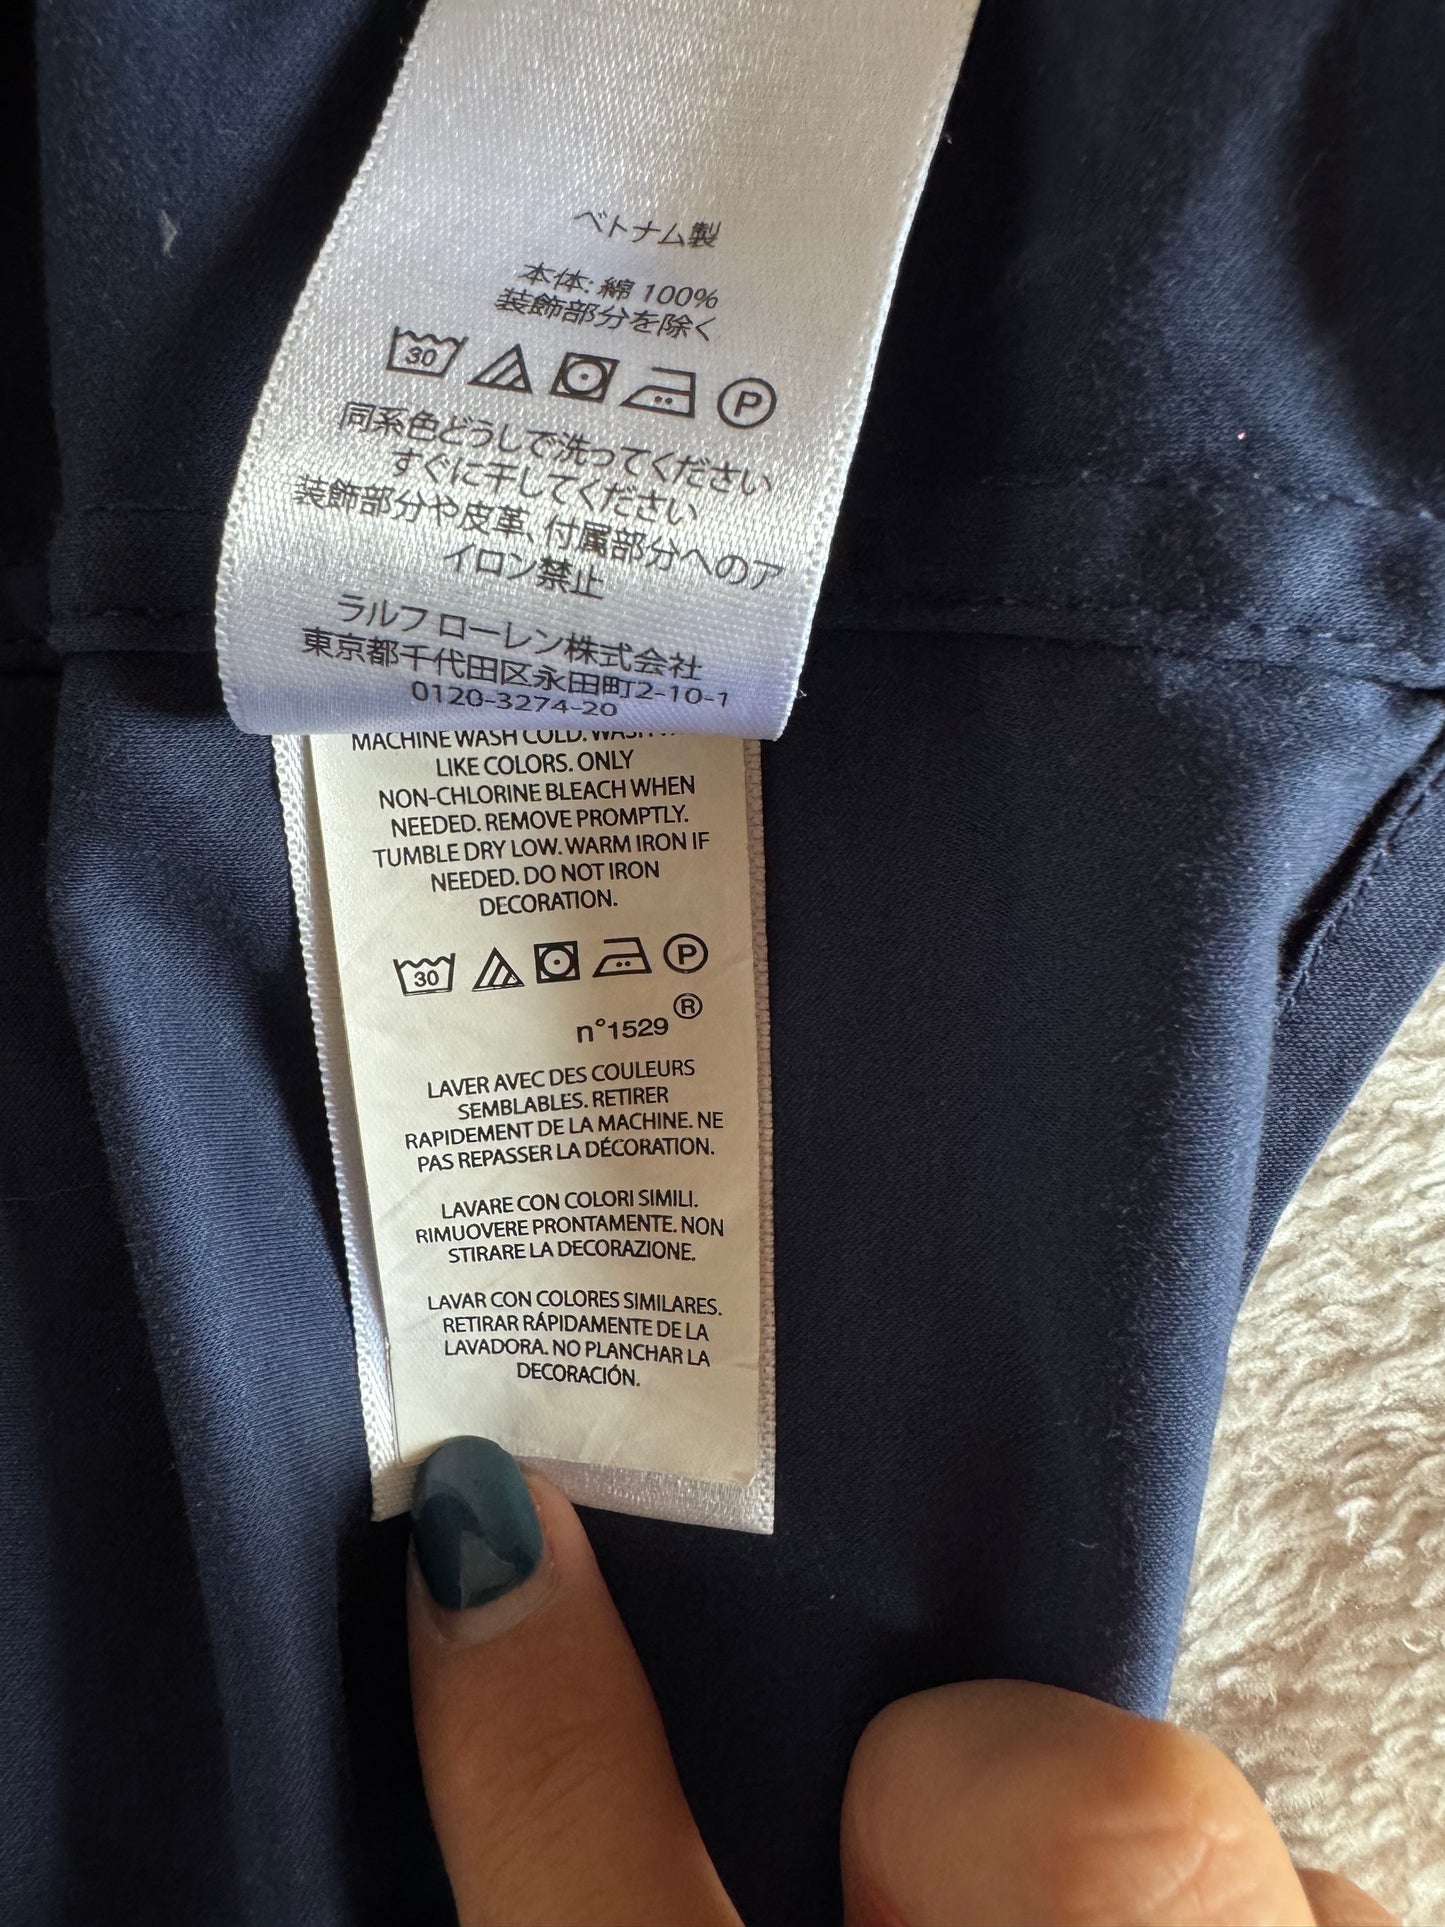 ベトナム製
本体: 綿 100%
装飾部分を除く
30 P
同系色どうしで洗ってください
すぐに干してください
装飾部分や皮革、付属部分へのア
イロン禁止
ラルフ ローレン株式会社
東京都千代田区永田町2-10-1
0120-3274-20
MACHINE WASH COLD. WASH
LIKE COLORS. ONLY
NON-CHLORINE BLEACH WHEN
NEEDED. REMOVE PROMPTLY.
TUMBLE DRY LOW. WARM IRON IF
NEEDED. DO NOT IRON
DECORATION.
30 P
n°1529 ®
LAVER AVEC DES COULEURS
SEMBLABLES. RETIRER
RAPIDEMENT DE LA MACHINE. NE
PAS REPASSER LA DÉCORATION.
LAVARE CON COLORI SIMILI.
RIMUOVERE PRONTAMENTE. NON
STIRARE LA DECORAZIONE.
LAVAR CON COLORES SIMILARES.
RETIRAR RÁPIDAMENTE DE LA
LAVADORA. NO PLANCHAR LA
DECORACIÓN.